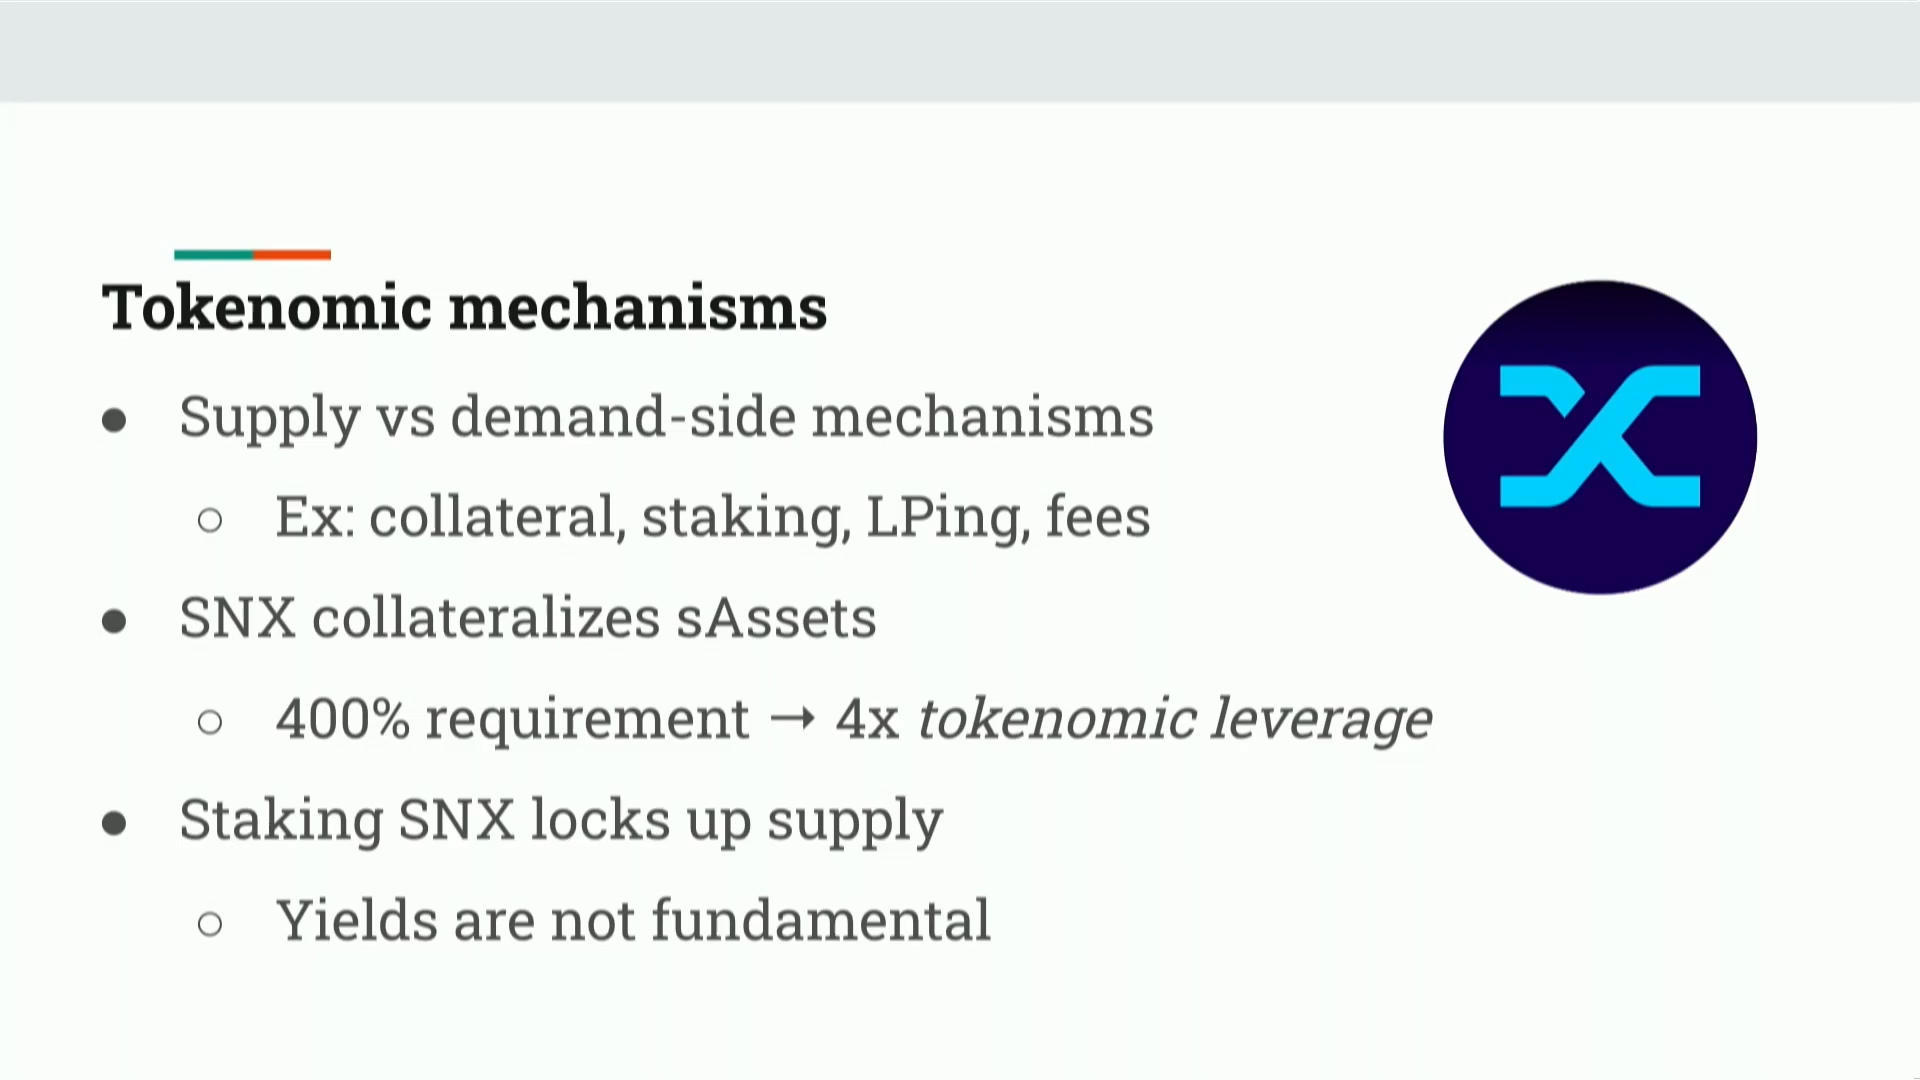 Tokenomic mechanisms
● Supply vs demand-side mechanisms
○ Ex: collateral, staking, LPing, fees
● SNX collateralizes sAssets
○ 400% requirement → 4x tokenomic leverage
● Staking SNX locks up supply
○ Yields are not fundamental